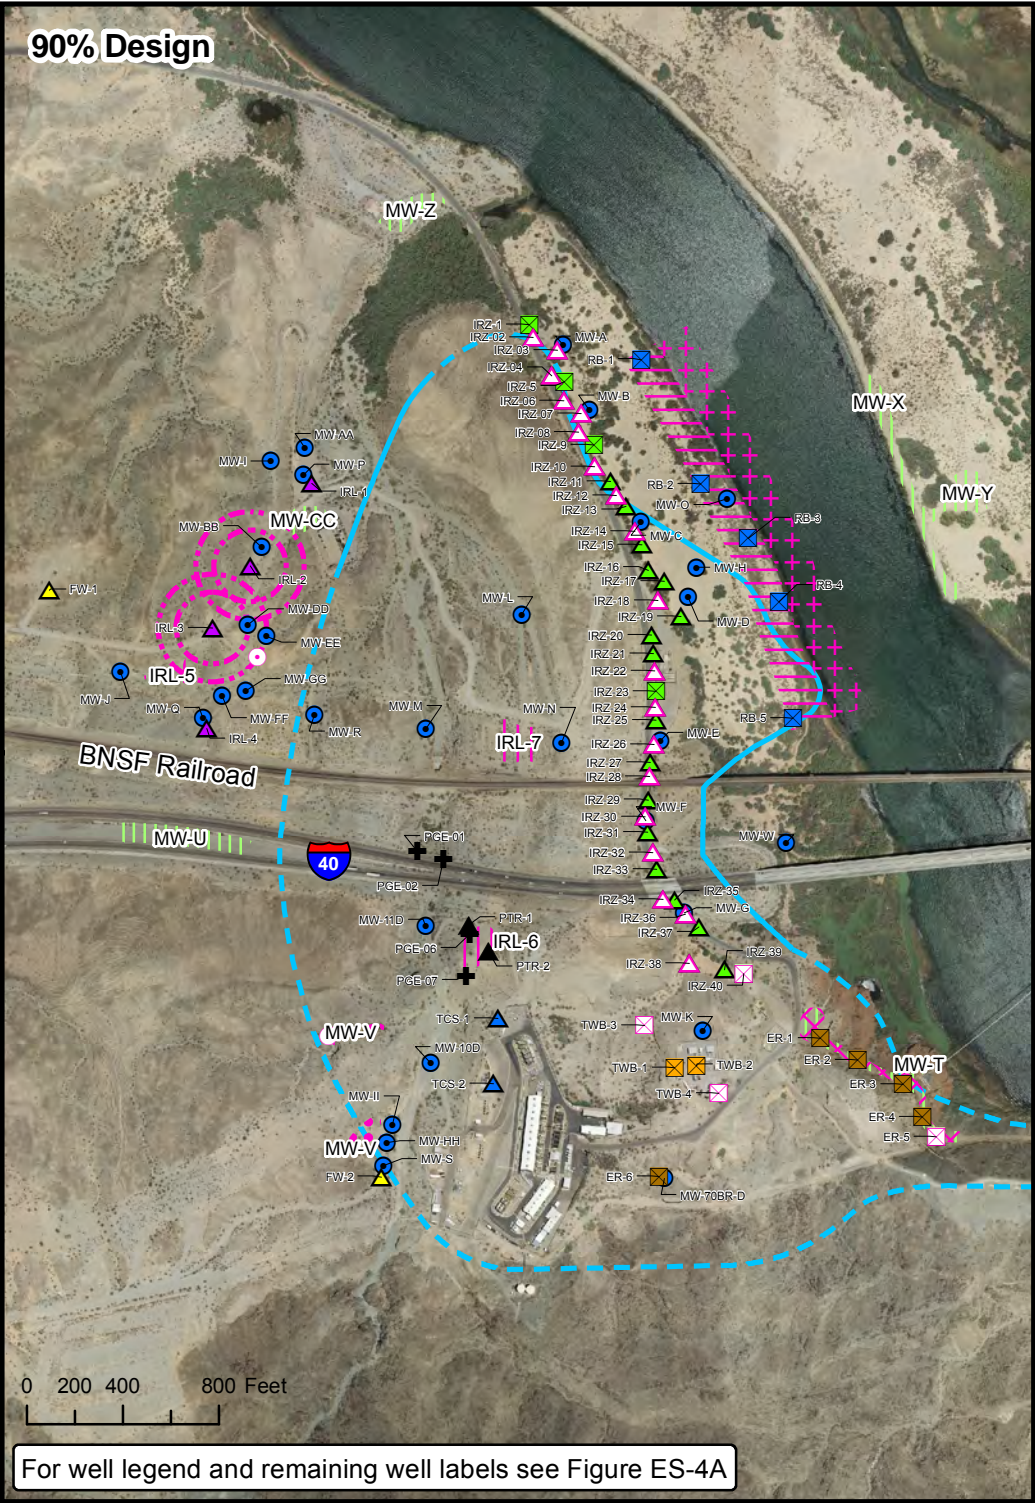 90% Design
MW-Z
IRZ-1
IRZ-02
IRZ-03
MW-A
RB-1
IRZ-04
IRZ-5
IRZ-06
MW-B
IRZ-07
MW-X
IRZ-08
IRZ-9
MW-AA
MW-I
MW-P
IRZ-10
IRL-1
IRZ-11
RB-2
IRZ-12
MW-O
MW-Y
IRZ-13
MW-CC
RB-3
MW-BB
IRZ-14
MW-C
IRZ-15
IRL-2
IRZ-16
MW-H
IRZ-17
RB-4
FW-1
MW-L
IRZ-18
MW-DD
IRZ-19
MW-D
IRL-3
IRZ-20
MW-EE
IRZ-21
IRL-5
IRZ-22
MW-GG
IRZ-23
MW-J
MW-Q
MW-FF
MW-M
MW-N
IRZ-24
IRZ-25
RB-5
IRL-4
MW-R
MW-E
IRL-7
IRZ-26
BNSF Railroad
IRZ-27
IRZ-28
IRZ-29
MW-F
IRZ-30
MW-U
PGE-01
IRZ-31
MW-W
40
IRZ-32
PGE-02
IRZ-33
IRZ-35
IRZ-34
MW-G
MW-11D
PTR-1
IRZ-36
IRL-6
IRZ-37
PGE-06
IRZ-39
IRZ-38
PTR-2
PGE-07
IRZ-40
TCS-1
TWB-3
MW-K
MW-V
ER-1
MW-10D
ER-2
MW-T
TWB-1
TWB-2
TCS-2
ER-3
TWB-4
MW-II
ER-4
MW-HH
ER-5
MW-V
MW-S
FW-2
ER-6
MW-70BR-D
0 200 400 800 Feet
For well legend and remaining well labels see Figure ES-4A